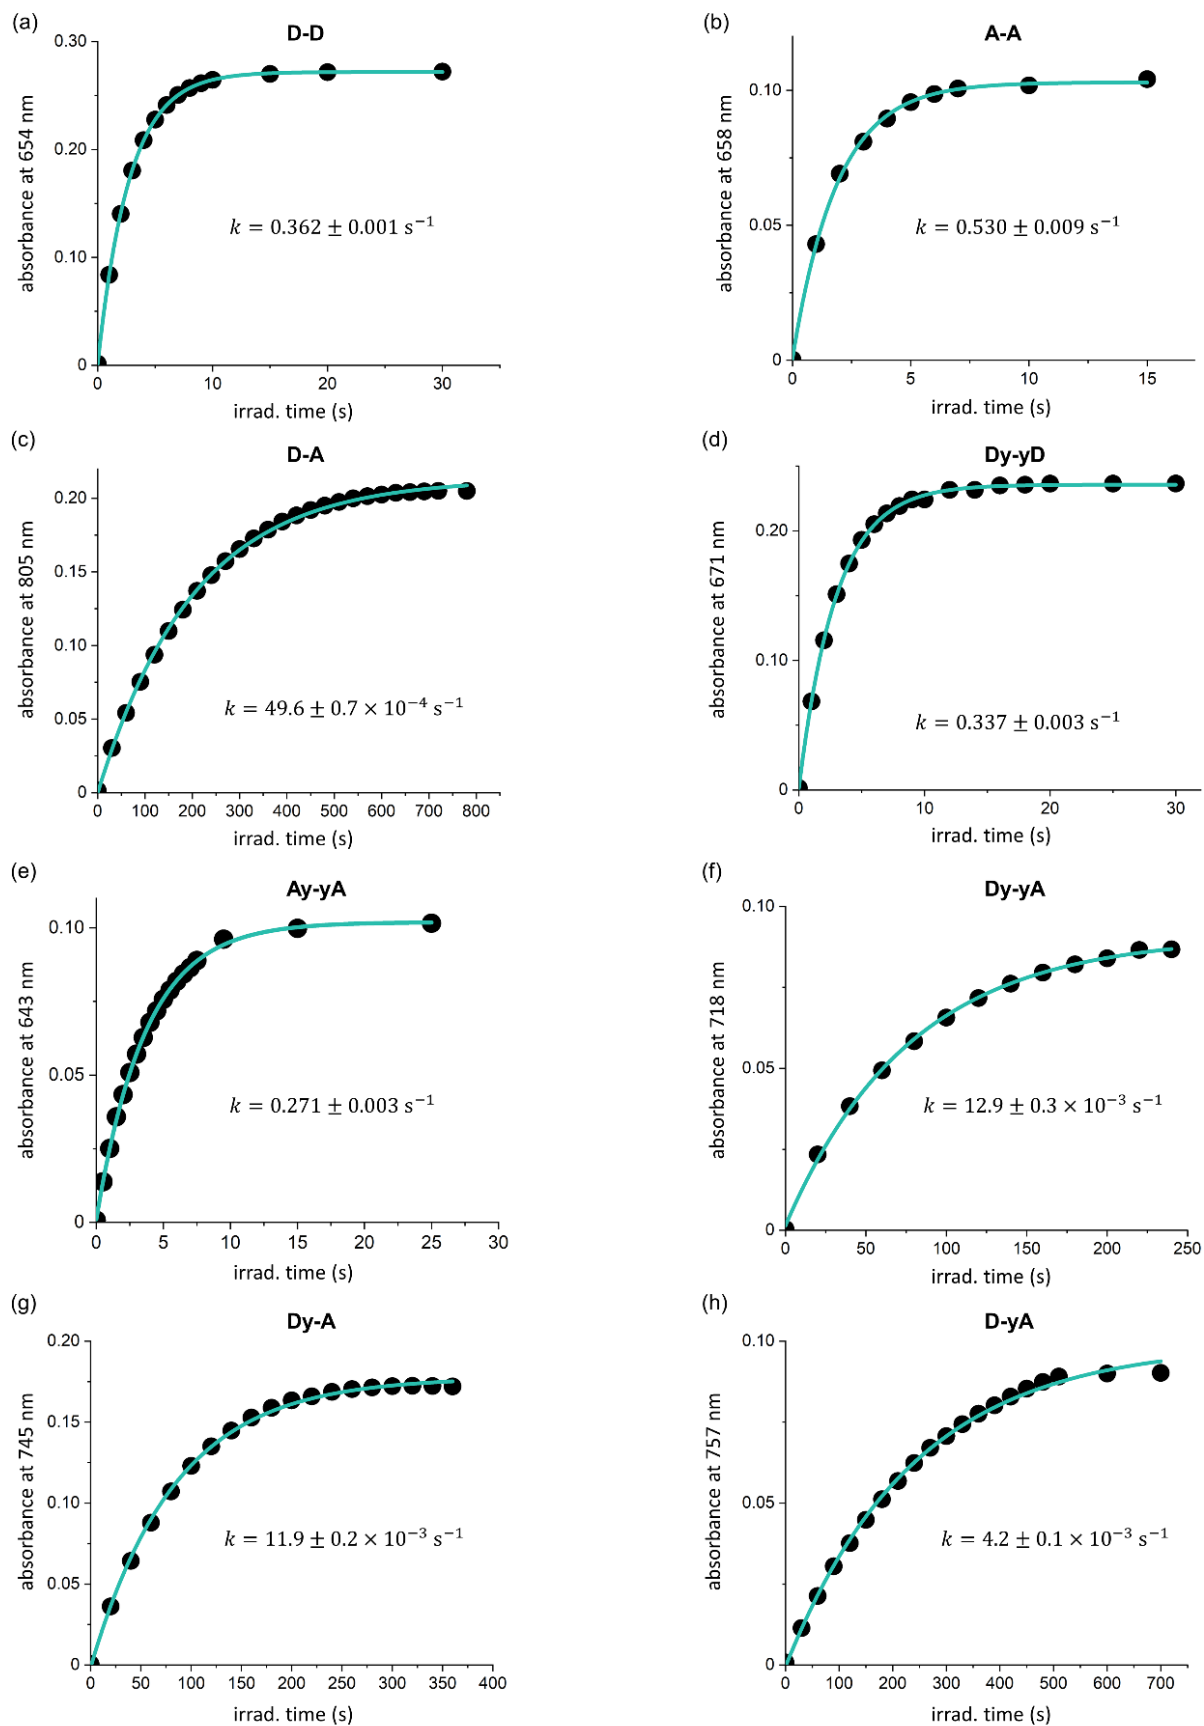 (a)
D-D
absorbance at 654 nm
0.30
0.20
0.10
0
k = 0.362 ± 0.001 s⁻¹
0 10 20 30
irrad. time (s)
(b)
A-A
absorbance at 658 nm
0.10
0.05
0
k = 0.530 ± 0.009 s⁻¹
0 5 10 15
irrad. time (s)
(c)
D-A
absorbance at 805 nm
0.20
0.15
0.10
0.05
0
k = 49.6 ± 0.7 × 10⁻⁴ s⁻¹
0 100 200 300 400 500 600 700 800
irrad. time (s)
(d)
Dy-yD
absorbance at 671 nm
0.20
0.10
0
k = 0.337 ± 0.003 s⁻¹
0 10 20 30
irrad. time (s)
(e)
Ay-yA
absorbance at 643 nm
0.10
0.05
0
k = 0.271 ± 0.003 s⁻¹
0 5 10 15 20 25 30
irrad. time (s)
(f)
Dy-yA
absorbance at 718 nm
0.10
0.05
0
k = 12.9 ± 0.3 × 10⁻³ s⁻¹
0 50 100 150 200 250
irrad. time (s)
(g)
Dy-A
absorbance at 745 nm
0.20
0.15
0.10
0.05
0
k = 11.9 ± 0.2 × 10⁻³ s⁻¹
0 50 100 150 200 250 300 350 400
irrad. time (s)
(h)
D-yA
absorbance at 757 nm
0.10
0.05
0
k = 4.2 ± 0.1 × 10⁻³ s⁻¹
0 100 200 300 400 500 600 700
irrad. time (s)